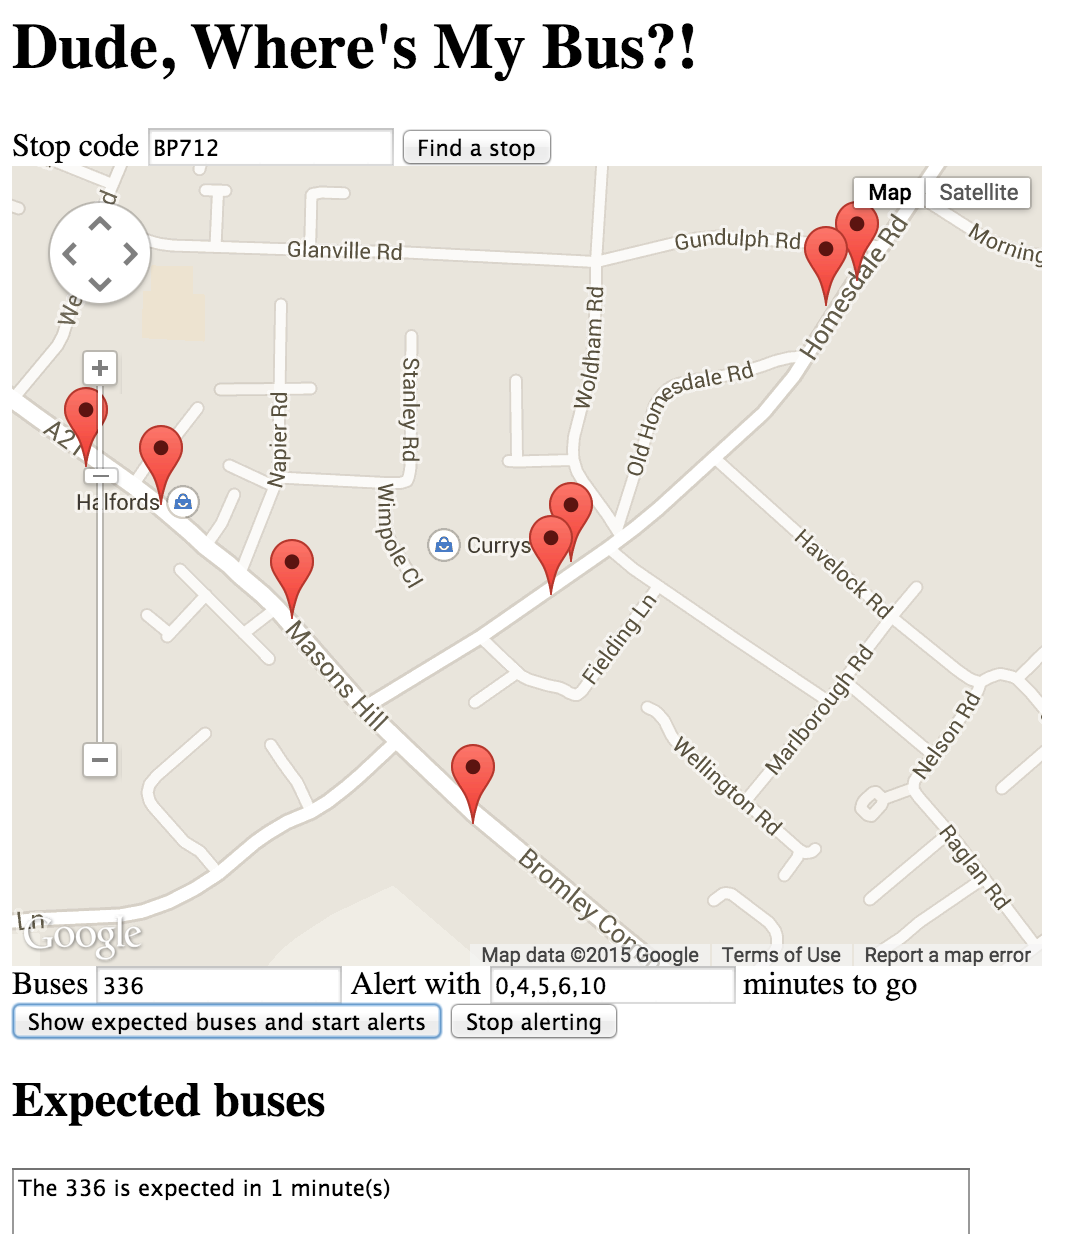 Dude, Where's My Bus?!
Stop code BP712 Find a stop
Map Satellite
Glanville Rd
Gundulph Rd
Homesdale Rd
Woldham Rd
Old Homesdale Rd
Stanley Rd
Napier Rd
A21
Halfords
Wimpole Cl
Currys
Masons Hill
Fielding Ln
Havelock Rd
Marlborough Rd
Nelson Rd
Wellington Rd
Raglan Rd
Bromley
Ln
Google
Map data ©2015 Google Terms of Use Report a map error
Buses 336 Alert with 0,4,5,6,10 minutes to go
Show expected buses and start alerts Stop alerting
Expected buses
The 336 is expected in 1 minute(s)